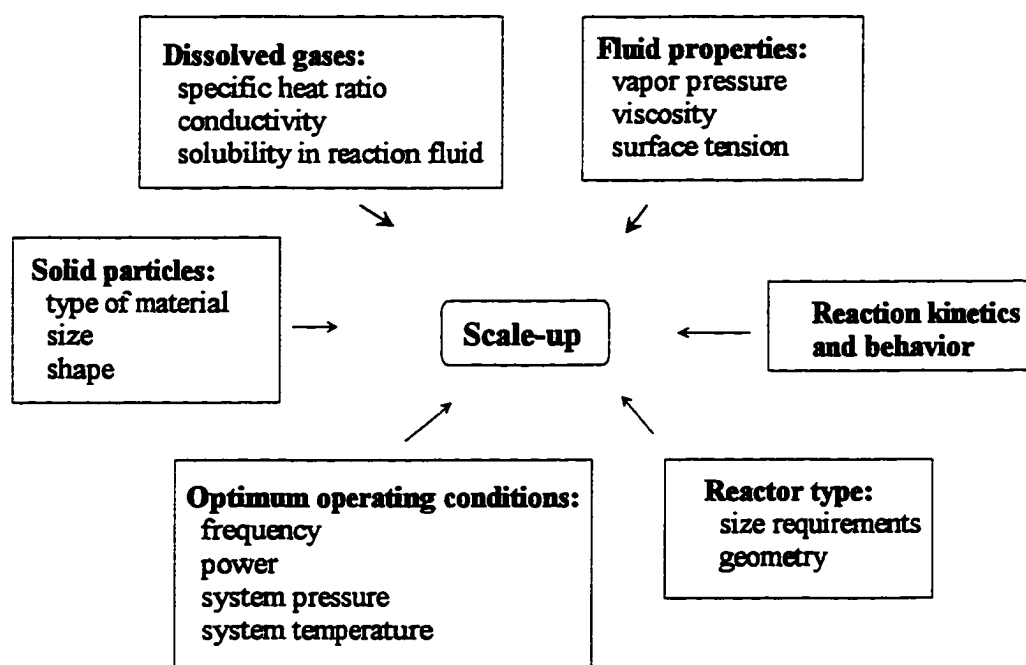 Dissolved gases:
specific heat ratio
conductivity
solubility in reaction fluid
Fluid properties:
vapor pressure
viscosity
surface tension
Solid particles:
type of material
size
shape
Scale-up
Reaction kinetics
and behavior
Optimum operating conditions:
frequency
power
system pressure
system temperature
Reactor type:
size requirements
geometry